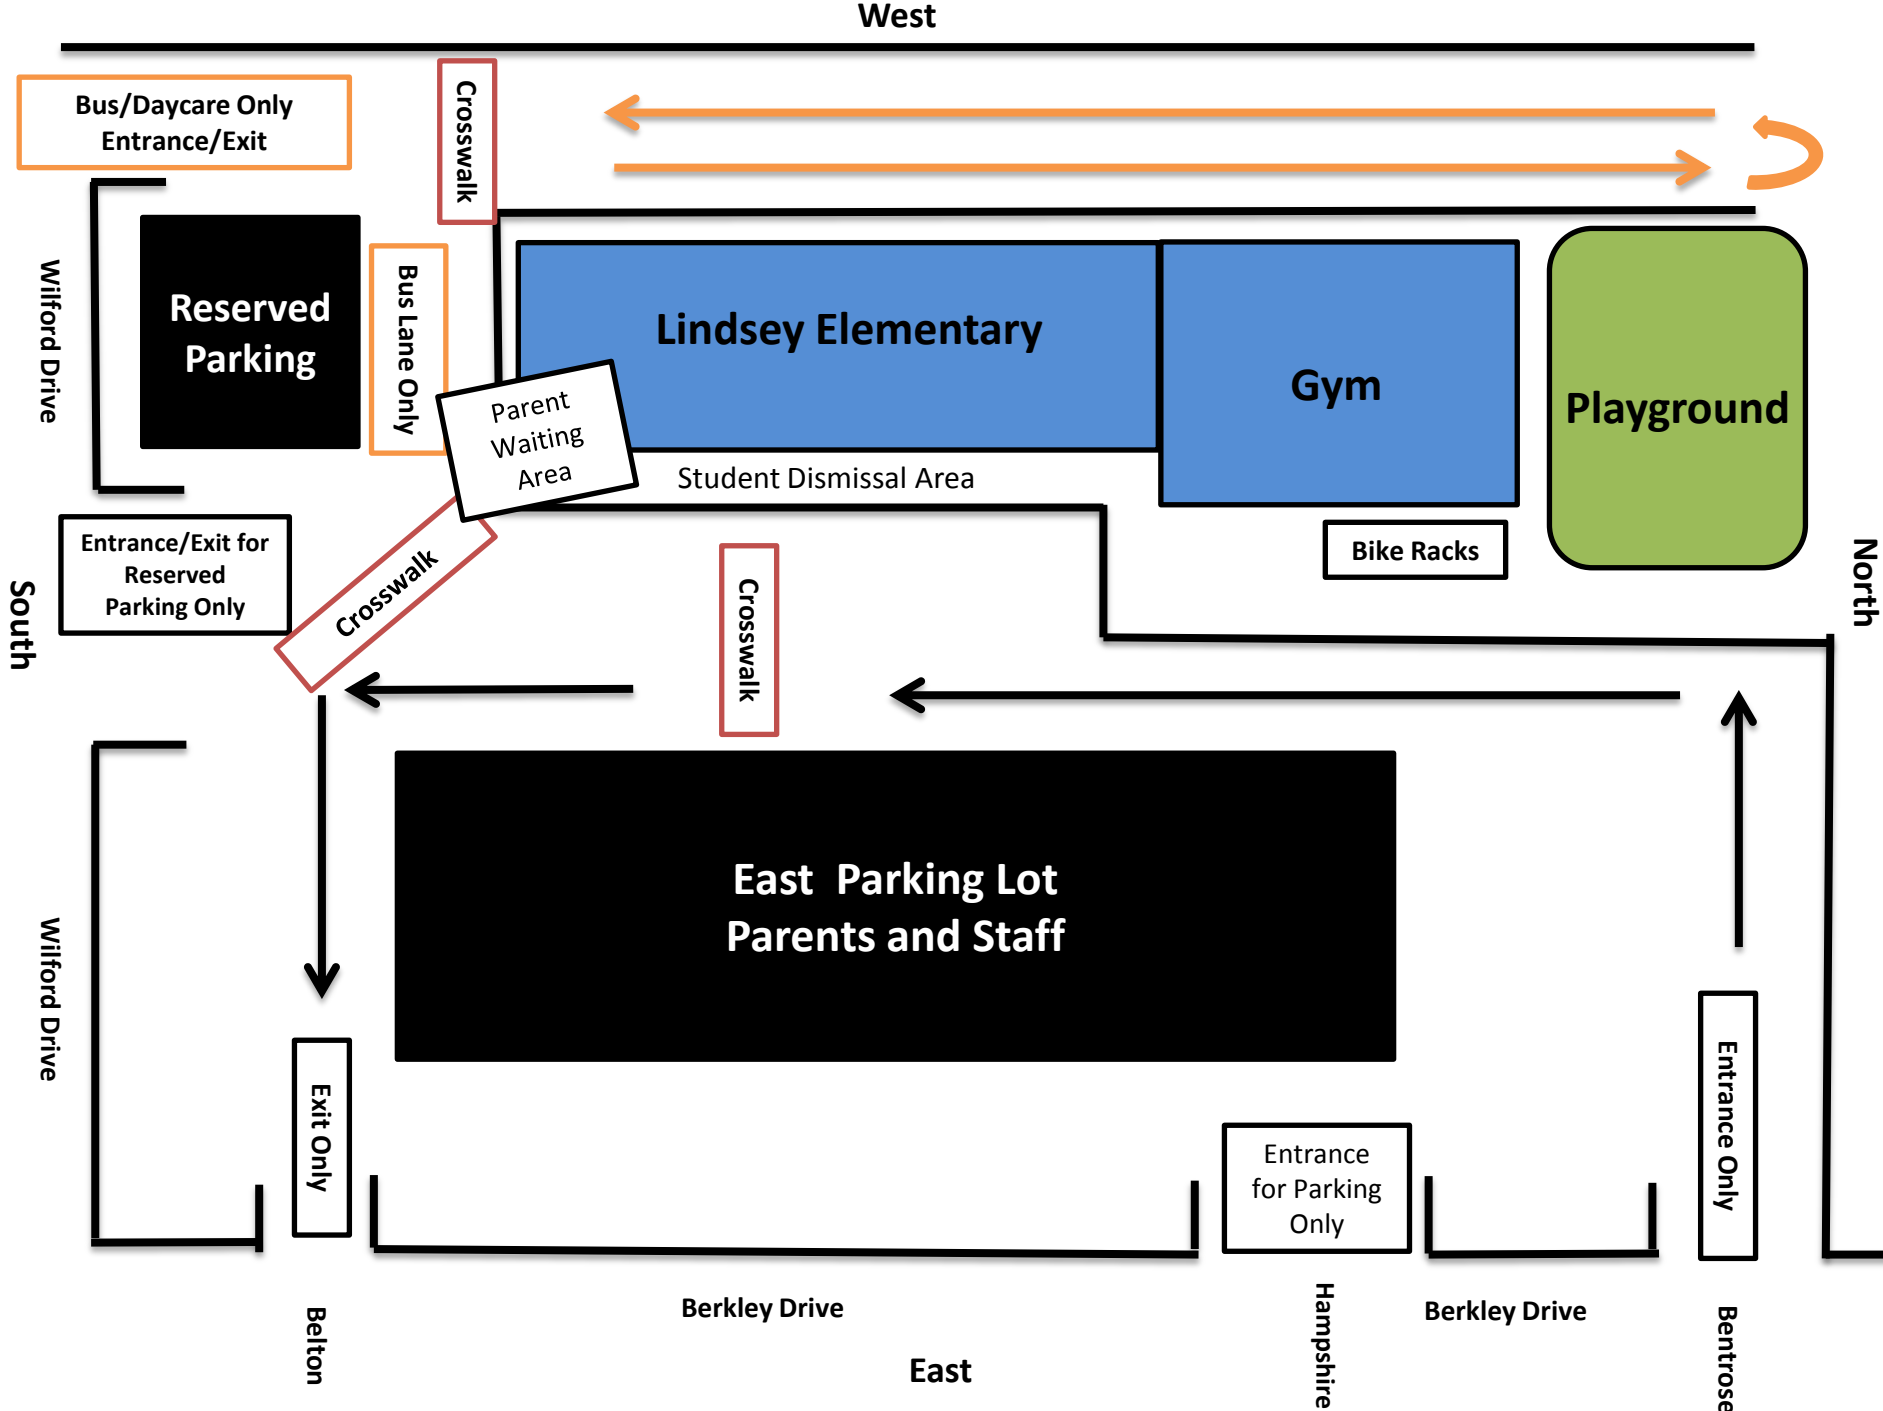 West
Bus/Daycare Only
Entrance/Exit
Crosswalk
Wilford Drive
Reserved
Parking
Bus Lane Only
Lindsey Elementary
Gym
Playground
Parent
Waiting
Area
Student Dismissal Area
Bike Racks
Entrance/Exit for
Reserved
Parking Only
Crosswalk
Crosswalk
South
North
East  Parking Lot
Parents and Staff
Wilford Drive
Exit Only
Entrance
for Parking
Only
Entrance Only
Berkley Drive
Berkley Drive
Belton
Hampshire
Bentrose
East